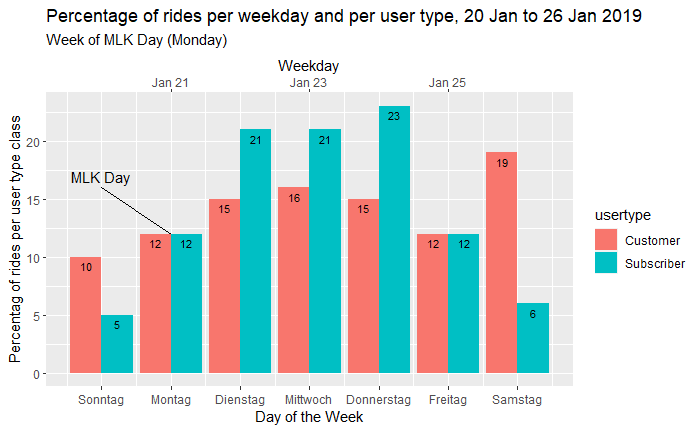 Percentage of rides per weekday and per user type, 20 Jan to 26 Jan 2019
Week of MLK Day (Monday)
Weekday
Jan 21 Jan 23 Jan 25
Percentag of rides per user type class
20
15
10
5
0
MLK Day
10 5 12 12 15 21 16 21 15 23 12 12 19 6
Sonntag Montag Dienstag Mittwoch Donnerstag Freitag Samstag
Day of the Week
usertype
Customer
Subscriber